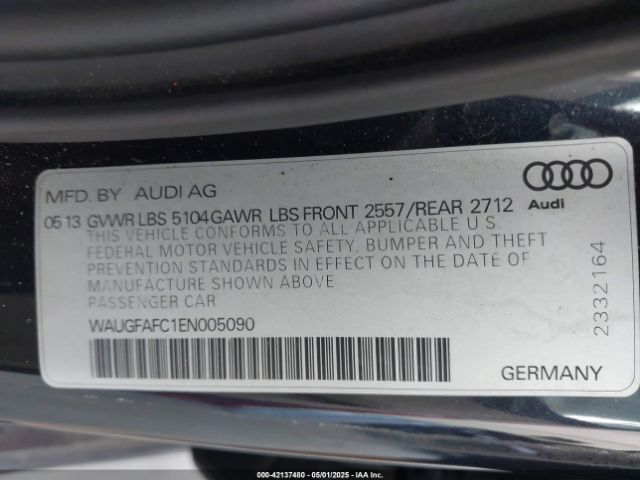 MFD. BY AUDI AG
05 13 GVWR LBS 5104 GAWR LBS FRONT 2557/REAR 2712
Audi
THIS VEHICLE CONFORMS TO ALL APPLICABLE U.S.
FEDERAL MOTOR VEHICLE SAFETY, BUMPER AND THEFT
PREVENTION STANDARDS IN EFFECT ON THE DATE OF
MANUFACTURE SHOWN ABOVE
PASSENGER CAR
2332164
WAUGFAFC1EN005090
GERMANY
000-42137480 - 05/01/2025 - IAA Inc.